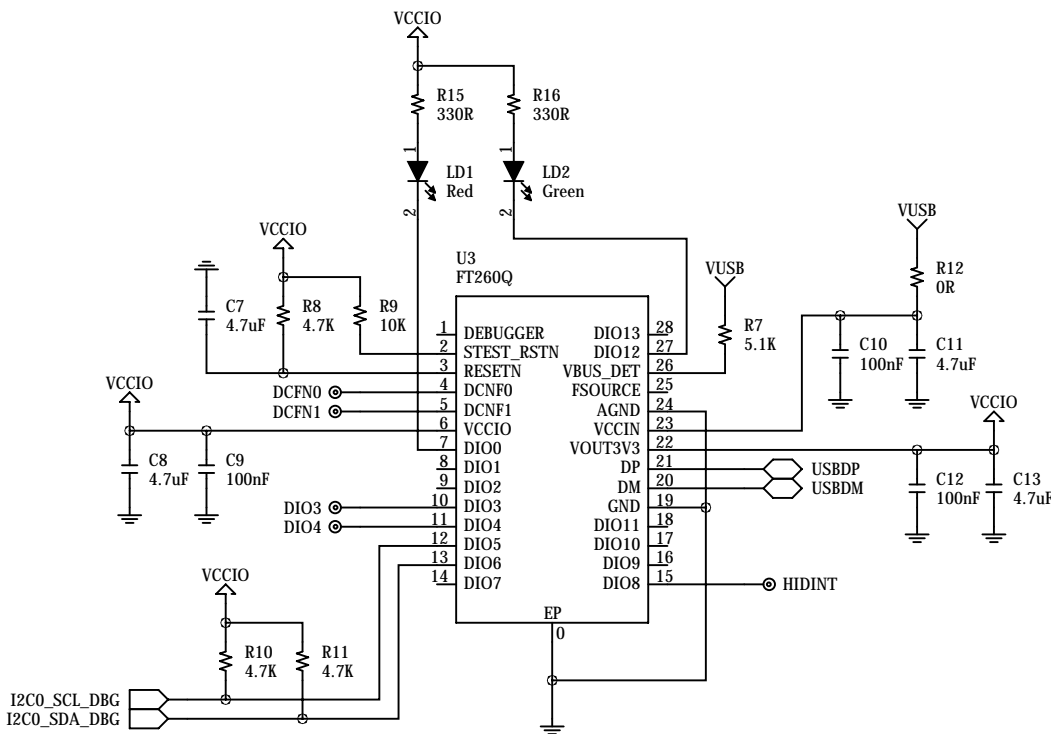 VCCIO
R15
330R
R16
330R
1
1
LD1
Red
LD2
Green
2
2
VCCIO
VUSB
U3
FT260Q
VUSB
R12
0R
C7
4.7uF
R8
4.7K
R9
10K
R7
5.1K
1 DEBUGGER DIO13 28
2 STEST_RSTN DIO12 27
3 RESETN VBUS_DET 26
DCFN0 4 DCNF0 FSOURCE 25
DCFN1 5 DCNF1 AGND 24
6 VCCIO VCCIN 23
7 DIO0 VOUT3V3 22
8 DIO1 DP 21 USBDP
9 DIO2 DM 20 USBDM
DIO3 10 DIO3 GND 19
DIO4 11 DIO4 DIO11 18
12 DIO5 DIO10 17
13 DIO6 DIO9 16
14 DIO7 DIO8 15 HIDINT
EP
0
C10
100nF
C11
4.7uF
VCCIO
VCCIO
C8
4.7uF
C9
100nF
C12
100nF
C13
4.7uF
VCCIO
R10
4.7K
R11
4.7K
I2C0_SCL_DBG
I2C0_SDA_DBG